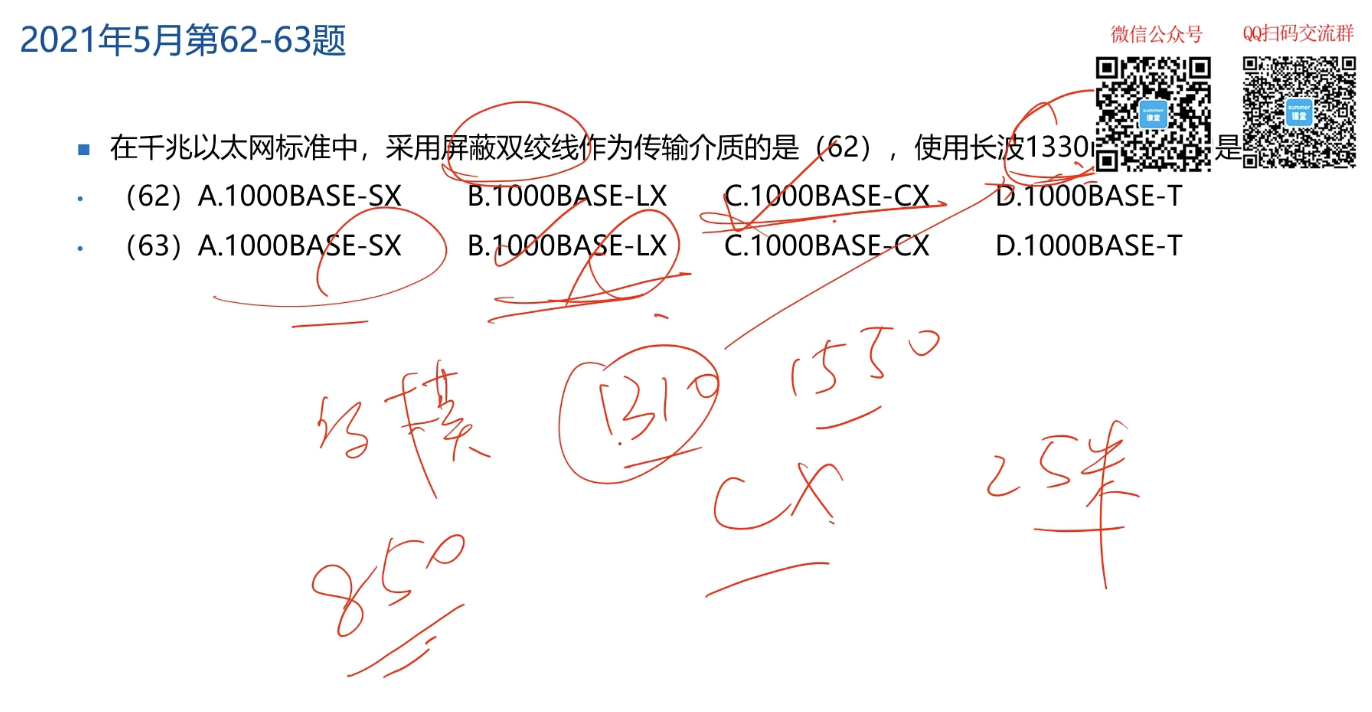 2021年5月第62-63题
微信公众号
QQ扫码交流群
summer
课堂
summer
课堂
■ 在千兆以太网标准中，采用屏蔽双绞线作为传输介质的是（62），使用长波1330 是
• （62）A.1000BASE-SX B.1000BASE-LX C.1000BASE-CX D.1000BASE-T
• （63）A.1000BASE-SX B.1000BASE-LX C.1000BASE-CX D.1000BASE-T
多模 1310 1550
CX 25米
850